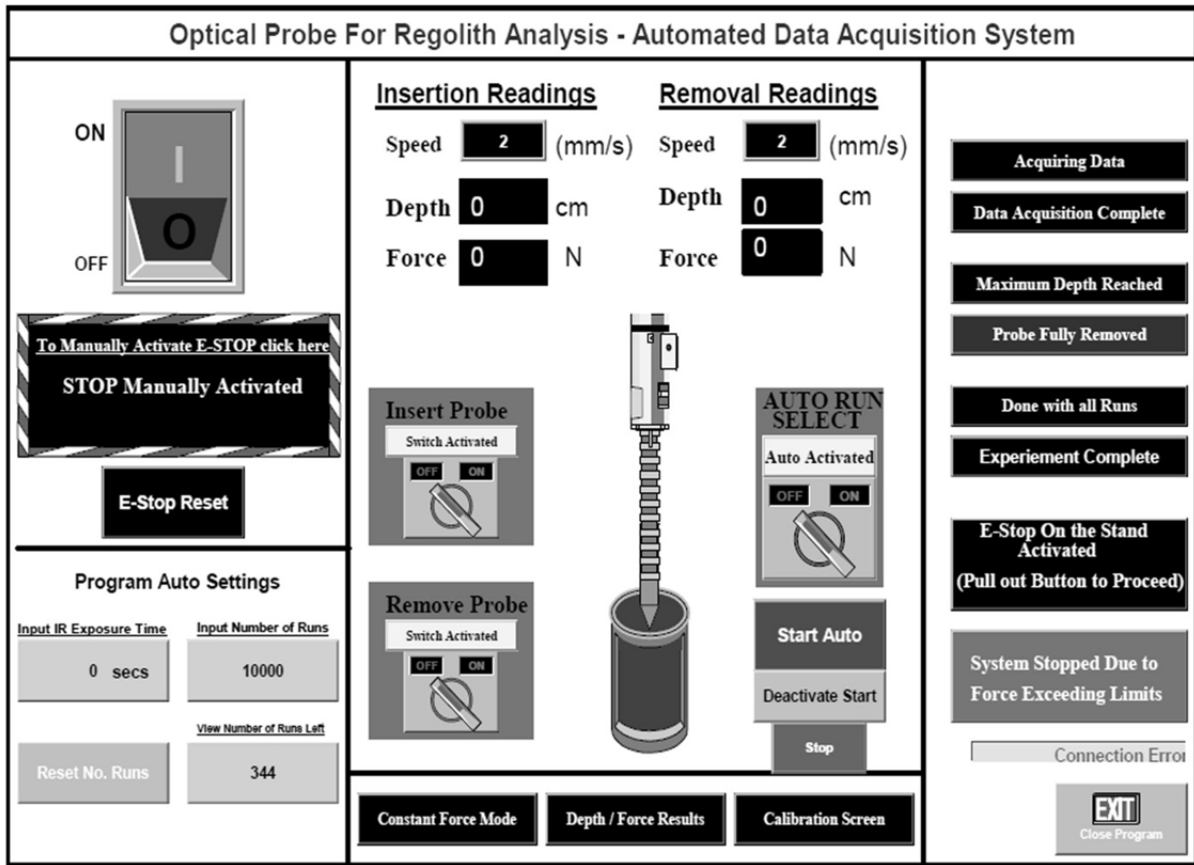 Optical Probe For Regolith Analysis - Automated Data Acquisition System
ON
I
O
OFF
To Manually Activate E-STOP click here
STOP Manually Activated
E-Stop Reset
Program Auto Settings
Input IR Exposure Time
Input Number of Runs
0 secs
10000
View Number of Runs Left
Reset No. Runs
344
Insertion Readings
Speed 2 (mm/s)
Depth 0 cm
Force 0 N
Removal Readings
Speed 2 (mm/s)
Depth 0 cm
Force 0 N
Insert Probe
Switch Activated
OFF ON
Remove Probe
Switch Activated
OFF ON
AUTO RUN
SELECT
Auto Activated
OFF ON
Start Auto
Deactivate Start
Stop
Constant Force Mode
Depth / Force Results
Calibration Screen
Acquiring Data
Data Acquisition Complete
Maximum Depth Reached
Probe Fully Removed
Done with all Runs
Experiement Complete
E-Stop On the Stand
Activated
(Pull out Button to Proceed)
System Stopped Due to
Force Exceeding Limits
Connection Error
EXIT
Close Program